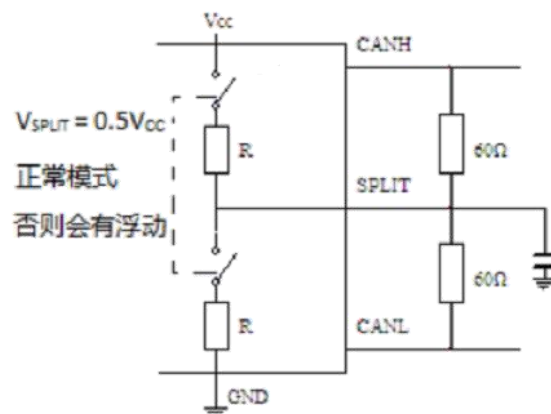 Vcc
CANH
VSPLIT = 0.5VCC
R
60Ω
正常模式
SPLIT
否则会有浮动
60Ω
R
CANL
GND